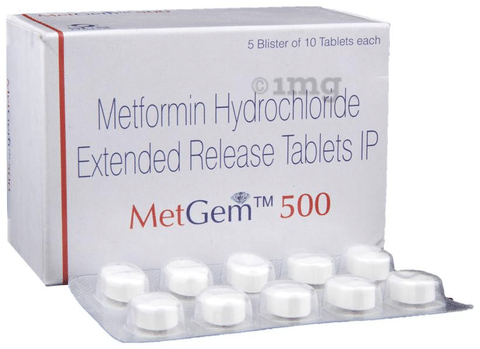 5 Blister of 10 Tablets each
© 1mg
Metformin Hydrochloride
Extended Release Tablets IP
MetGem™ 500